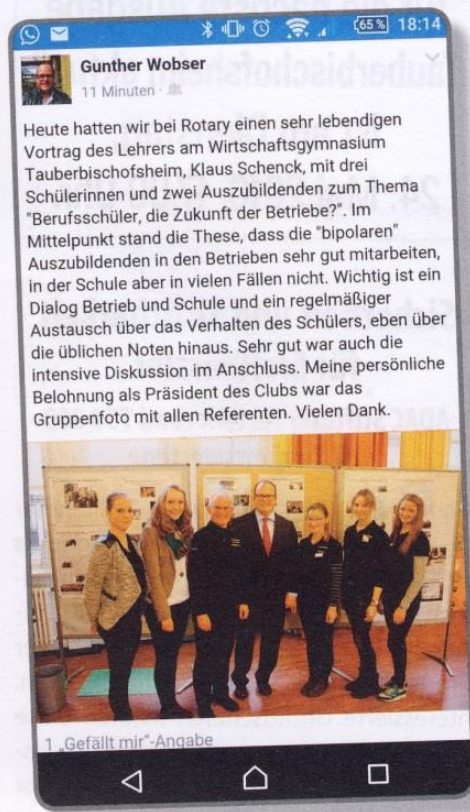 65% 18:14
Gunther Wobser
11 Minuten ·
Heute hatten wir bei Rotary einen sehr lebendigen
Vortrag des Lehrers am Wirtschaftsgymnasium
Tauberbischofsheim, Klaus Schenck, mit drei
Schülerinnen und zwei Auszubildenden zum Thema
"Berufsschüler, die Zukunft der Betriebe?". Im
Mittelpunkt stand die These, dass die "bipolaren"
Auszubildenden in den Betrieben sehr gut mitarbeiten,
in der Schule aber in vielen Fällen nicht. Wichtig ist ein
Dialog Betrieb und Schule und ein regelmäßiger
Austausch über das Verhalten des Schülers, eben über
die üblichen Noten hinaus. Sehr gut war auch die
intensive Diskussion im Anschluss. Meine persönliche
Belohnung als Präsident des Clubs war das
Gruppenfoto mit allen Referenten. Vielen Dank.
1 „Gefällt mir"-Angabe